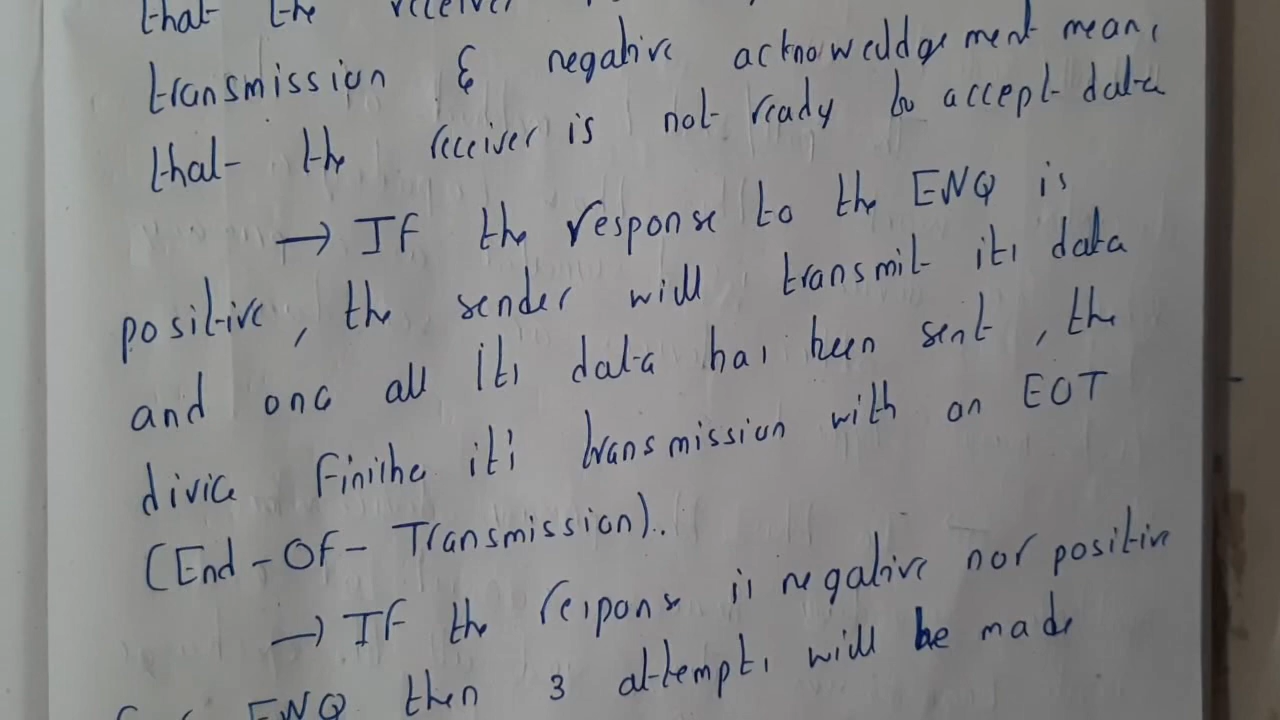 that the receiver
transmission & negative acknowledgement means
that the receiver is not ready to accept data
→ If the response to the ENQ is
positive, the sender will transmit its data
and once all its data has been sent, the
divice finishe its transmission with an EOT
(End-Of-Transmission).
→ If the response is negative nor positive
ENQ then 3 attempts will be made